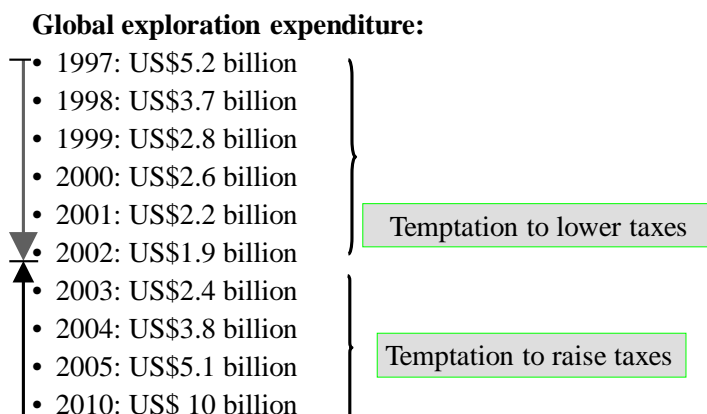 Global exploration expenditure:
• 1997: US$5.2 billion
• 1998: US$3.7 billion
• 1999: US$2.8 billion
• 2000: US$2.6 billion
• 2001: US$2.2 billion
Temptation to lower taxes
• 2002: US$1.9 billion
• 2003: US$2.4 billion
• 2004: US$3.8 billion
• 2005: US$5.1 billion
Temptation to raise taxes
• 2010: US$ 10 billion